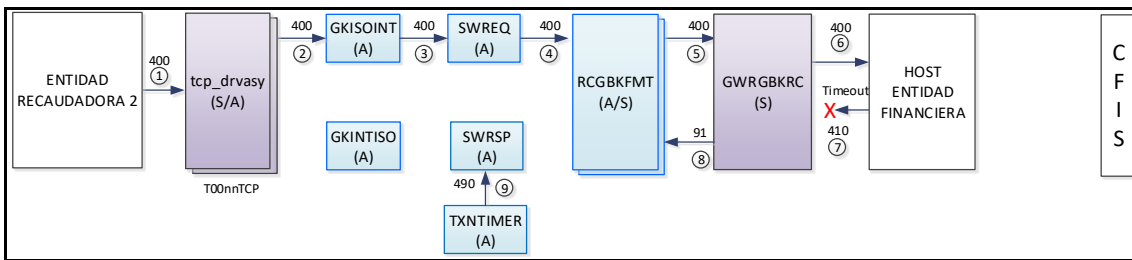 ENTIDAD
RECAUDADORA 2
400
1
tcp_drvasy
(S/A)
T00nnTCP
400
2
GKISOINT
(A)
400
3
SWREQ
(A)
400
4
RCGBKFMT
(A/S)
400
5
GWRGBKRC
(S)
400
6
HOST
ENTIDAD
FINANCIERA
Timeout
X
410
7
91
8
GKINTISO
(A)
SWRSP
(A)
490
9
TXNTIMER
(A)
C
F
I
S